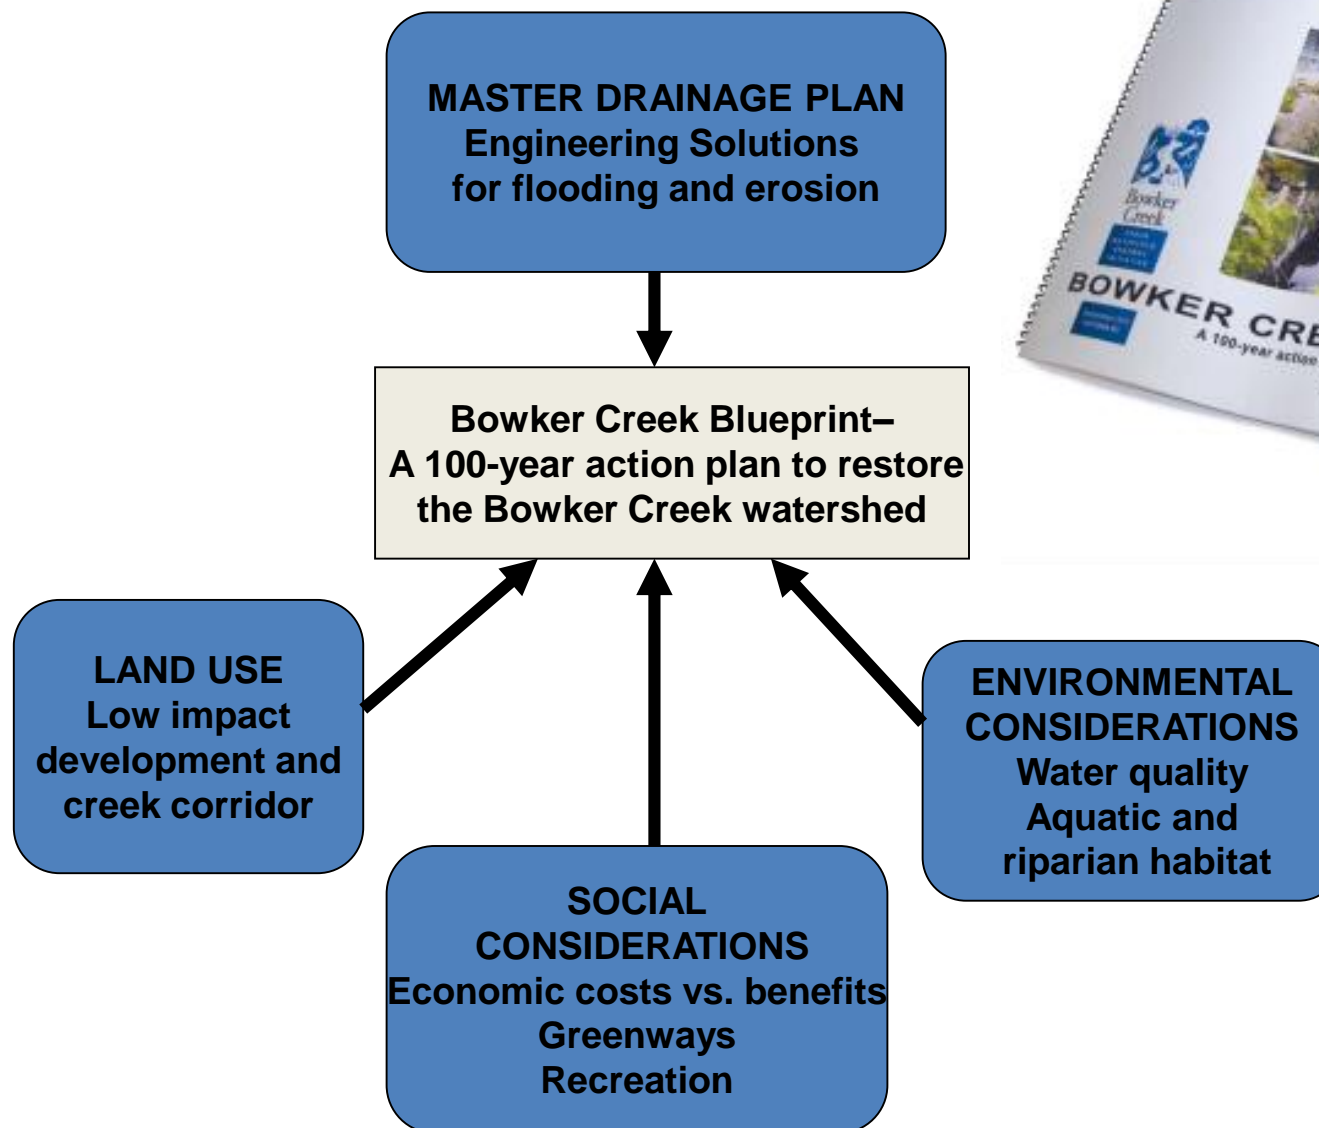 MASTER DRAINAGE PLAN
Engineering Solutions
for flooding and erosion
Bowker
Creek
BOWKER CRE
A 100-year action
Bowker Creek Blueprint–
A 100-year action plan to restore
the Bowker Creek watershed
LAND USE
Low impact
development and
creek corridor
ENVIRONMENTAL
CONSIDERATIONS
Water quality
Aquatic and
riparian habitat
SOCIAL
CONSIDERATIONS
Economic costs vs. benefits
Greenways
Recreation